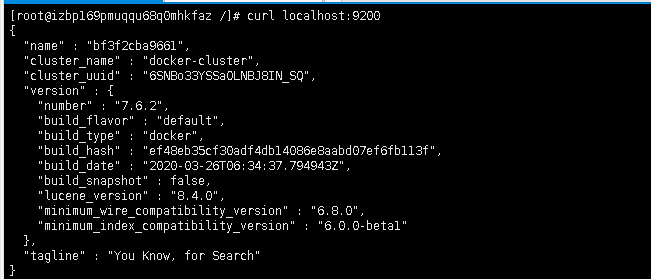 [root@izbp169pmuqqu68q0mhkfaz /]# curl localhost:9200
{
"name" : "bf3f2cba9661",
"cluster_name" : "docker-cluster",
"cluster_uuid" : "6SNBo33YSSaOLNBJ8IN_SQ",
"version" : {
"number" : "7.6.2",
"build_flavor" : "default",
"build_type" : "docker",
"build_hash" : "ef48eb35cf30adf4db14086e8aabd07ef6fb113f",
"build_date" : "2020-03-26T06:34:37.794943Z",
"build_snapshot" : false,
"lucene_version" : "8.4.0",
"minimum_wire_compatibility_version" : "6.8.0",
"minimum_index_compatibility_version" : "6.0.0-beta1"
},
"tagline" : "You Know, for Search"
}